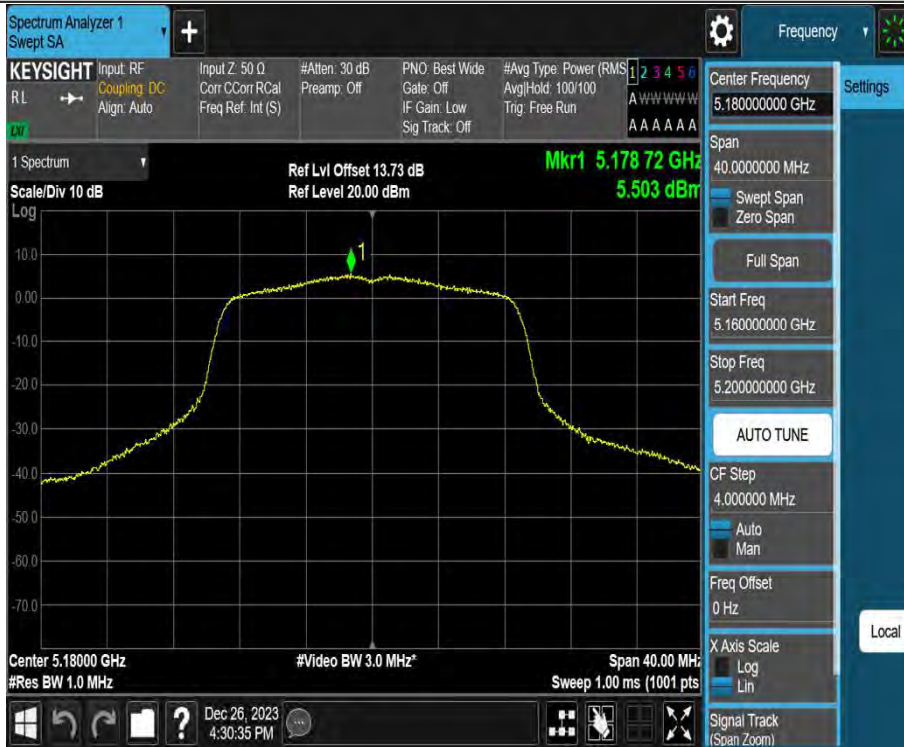 Spectrum Analyzer 1
Swept SA
Frequency
KEYSIGHT
RL
LXI
Input: RF
Coupling: DC
Align: Auto
Input Z: 50 Ω
Corr CCorr RCal
Freq Ref: Int (S)
#Atten: 30 dB
Preamp: Off
PNO: Best Wide
Gate: Off
IF Gain: Low
Sig Track: Off
#Avg Type: Power (RMS
Avg|Hold: 100/100
Trig: Free Run
1 2 3 4 5 6
A W W W W W
A A A A A A
1 Spectrum
Scale/Div 10 dB
Log
Ref Lvl Offset 13.73 dB
Ref Level 20.00 dBm
Mkr1 5.178 72 GHz
5.503 dBm
1
10.0
0.00
-10.0
-20.0
-30.0
-40.0
-50.0
-60.0
-70.0
Center 5.18000 GHz
#Res BW 1.0 MHz
#Video BW 3.0 MHz*
Span 40.00 MHz
Sweep 1.00 ms (1001 pts
Dec 26, 2023
4:30:35 PM
?
Center Frequency
5.180000000 GHz
Span
40.0000000 MHz
Swept Span
Zero Span
Full Span
Start Freq
5.160000000 GHz
Stop Freq
5.200000000 GHz
AUTO TUNE
CF Step
4.000000 MHz
Auto
Man
Freq Offset
0 Hz
X Axis Scale
Log
Lin
Signal Track
(Span Zoom)
Settings
Local